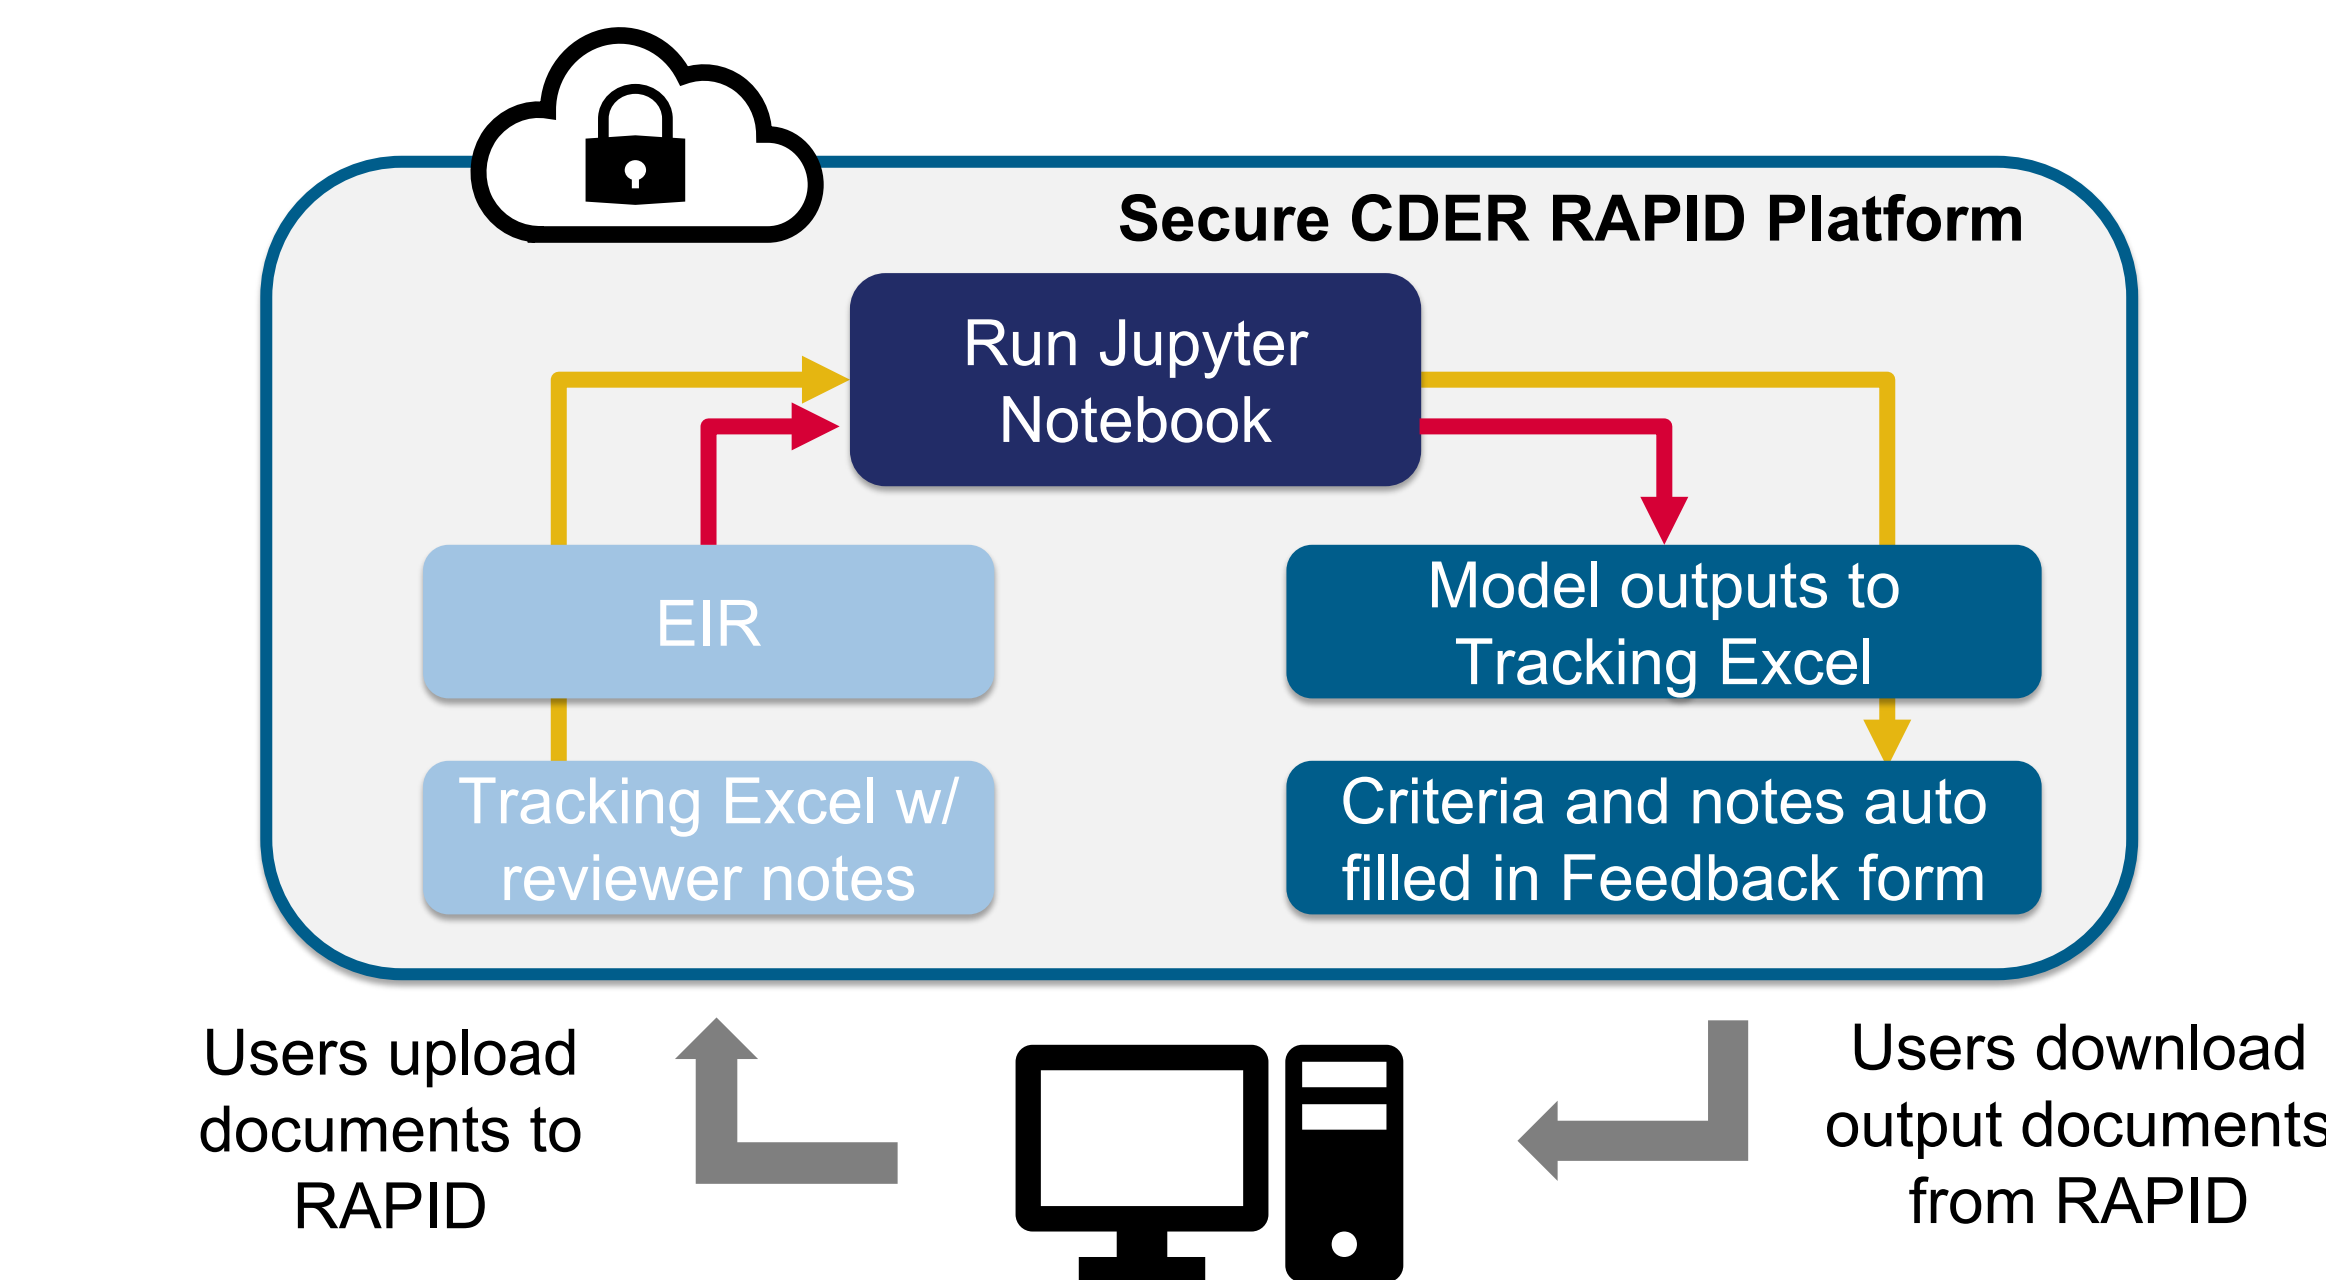 Secure CDER RAPID Platform
Run Jupyter
Notebook
EIR
Model outputs to
Tracking Excel
Tracking Excel w/
reviewer notes
Criteria and notes auto
filled in Feedback form
Users upload
documents to
RAPID
Users download
output documents
from RAPID